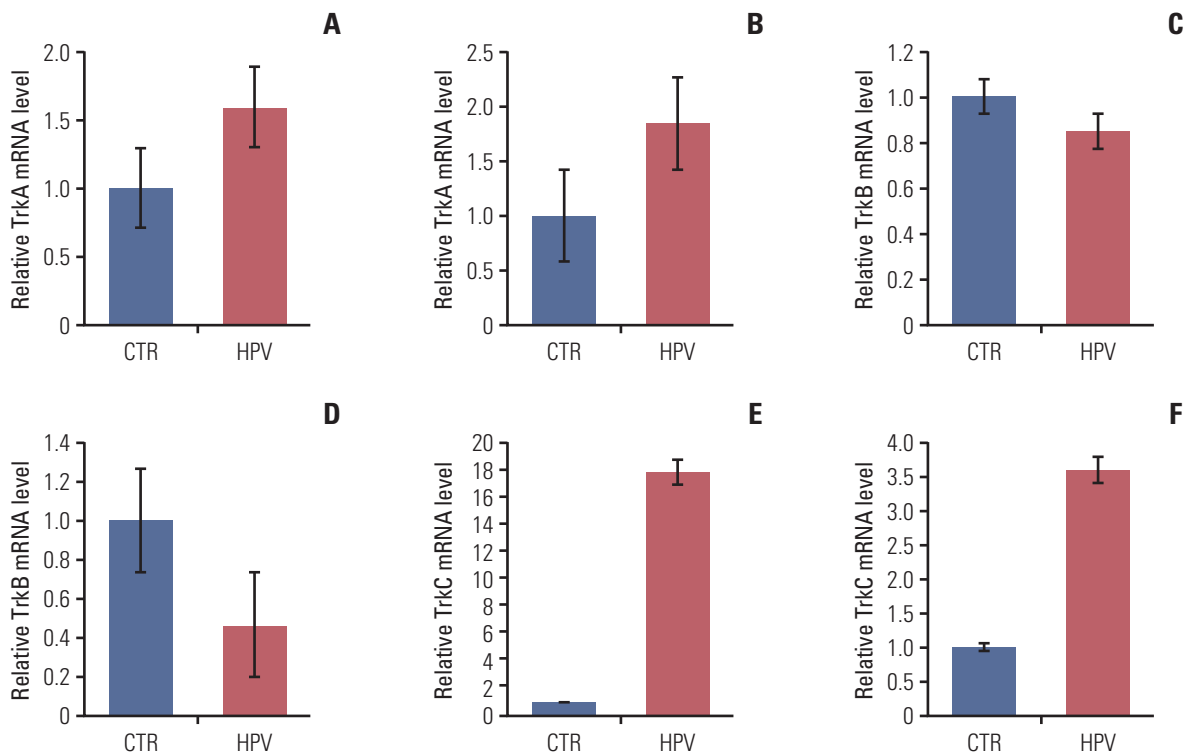 A
Relative TrkA mRNA level
2.0
1.5
1.0
0.5
0
CTR HPV
B
Relative TrkA mRNA level
2.5
2.0
1.5
1.0
0.5
0
CTR HPV
C
Relative TrkB mRNA level
1.2
1.0
0.8
0.6
0.4
0.2
0
CTR HPV
D
Relative TrkB mRNA level
1.4
1.2
1.0
0.8
0.6
0.4
0.2
0
CTR HPV
E
Relative TrkC mRNA level
20
18
16
14
12
10
8
6
4
2
0
CTR HPV
F
Relative TrkC mRNA level
4.0
3.5
3.0
2.5
2.0
1.5
1.0
0.5
0
CTR HPV